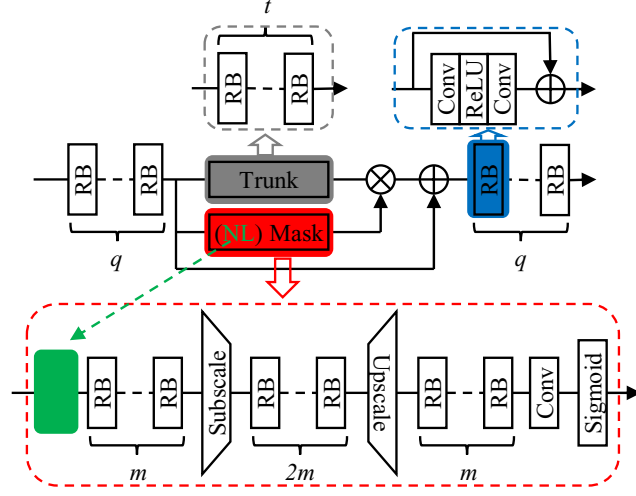 t
RB
RB
Conv
ReLU
Conv
RB
RB
Trunk
RB
RB
(NL) Mask
q
q
RB
RB
Subscale
RB
RB
Upscale
RB
RB
Conv
Sigmoid
m
2m
m